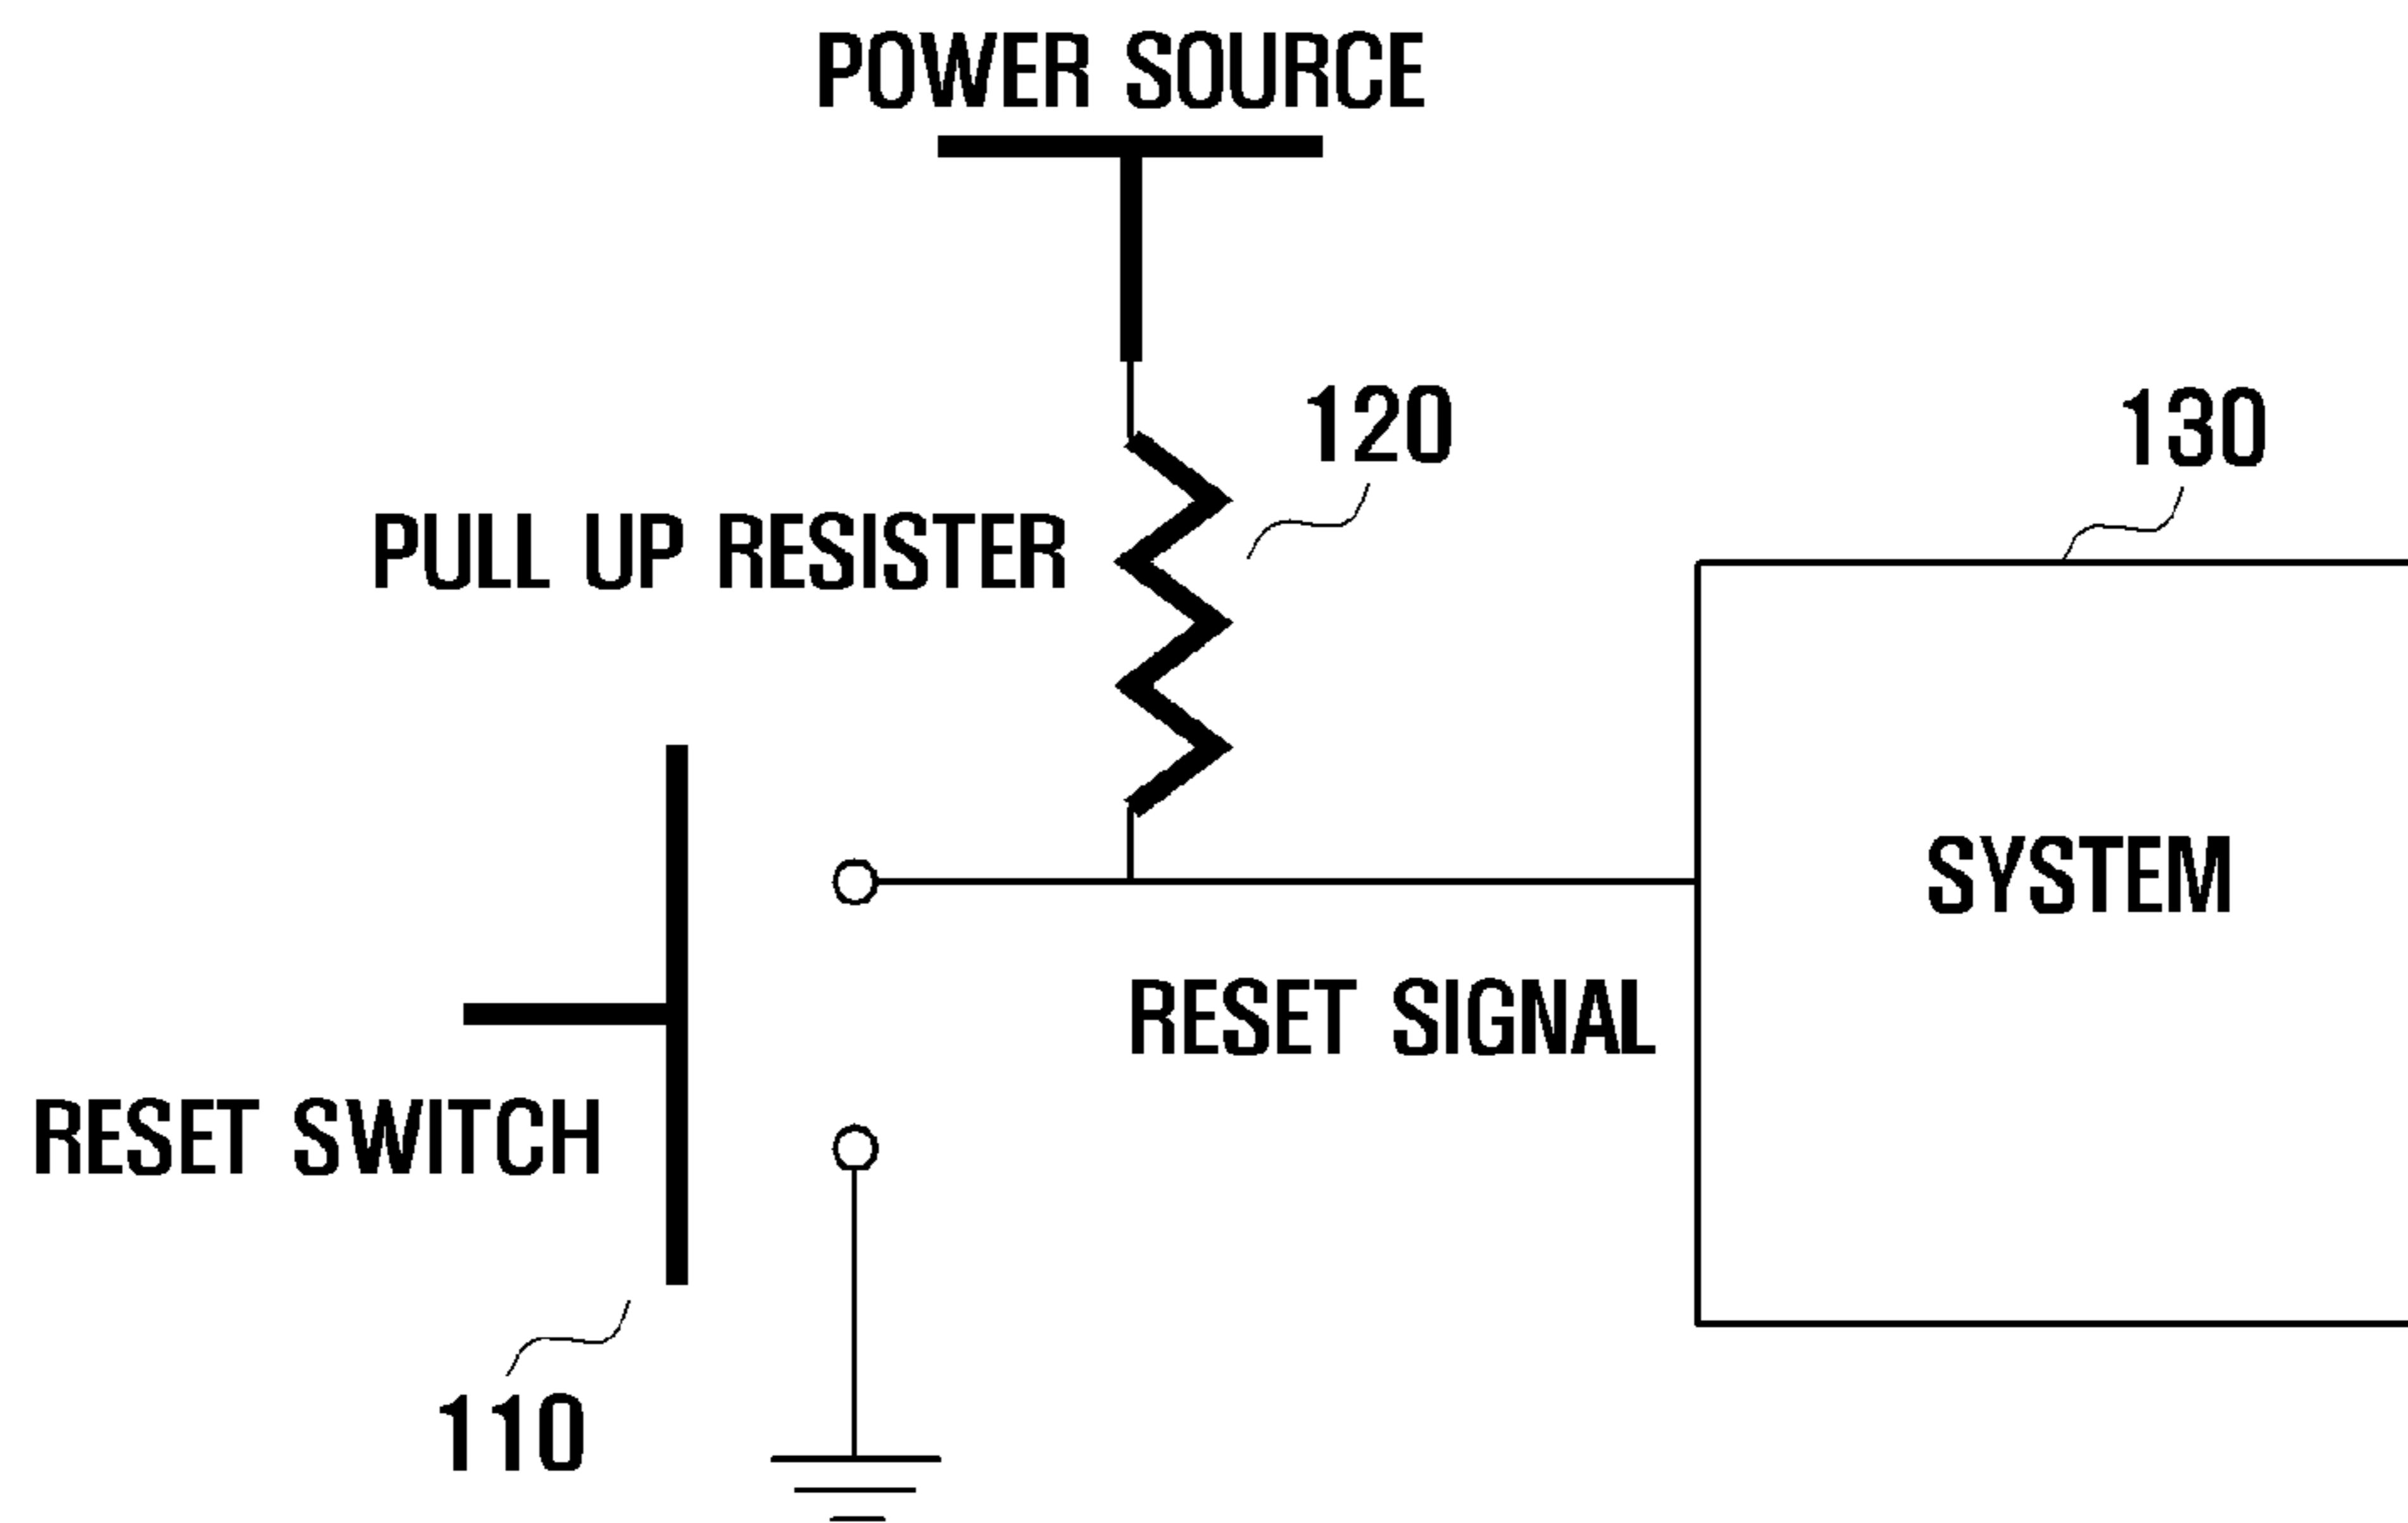 POWER SOURCE
120
130
PULL UP RESISTER
SYSTEM
RESET SIGNAL
RESET SWITCH
110